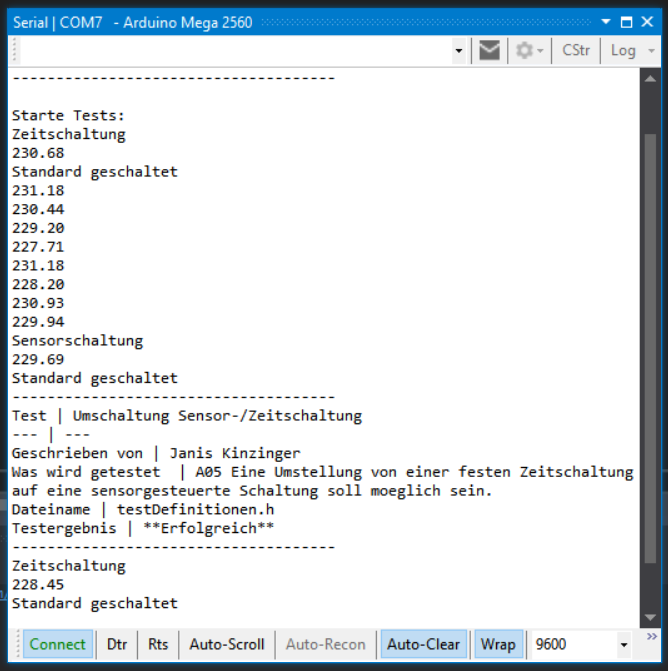 Serial | COM7 - Arduino Mega 2560
CStr Log
-------------------------------------
Starte Tests:
Zeitschaltung
230.68
Standard geschaltet
231.18
230.44
229.20
227.71
231.18
228.20
230.93
229.94
Sensorschaltung
229.69
Standard geschaltet
-------------------------------------
Test | Umschaltung Sensor-/Zeitschaltung
--- | ---
Geschrieben von | Janis Kinzinger
Was wird getestet  | A05 Eine Umstellung von einer festen Zeitschaltung
auf eine sensorgesteuerte Schaltung soll moeglich sein.
Dateiname | testDefinitionen.h
Testergebnis | **Erfolgreich**
-------------------------------------
Zeitschaltung
228.45
Standard geschaltet
Connect Dtr Rts Auto-Scroll Auto-Recon Auto-Clear Wrap 9600 »